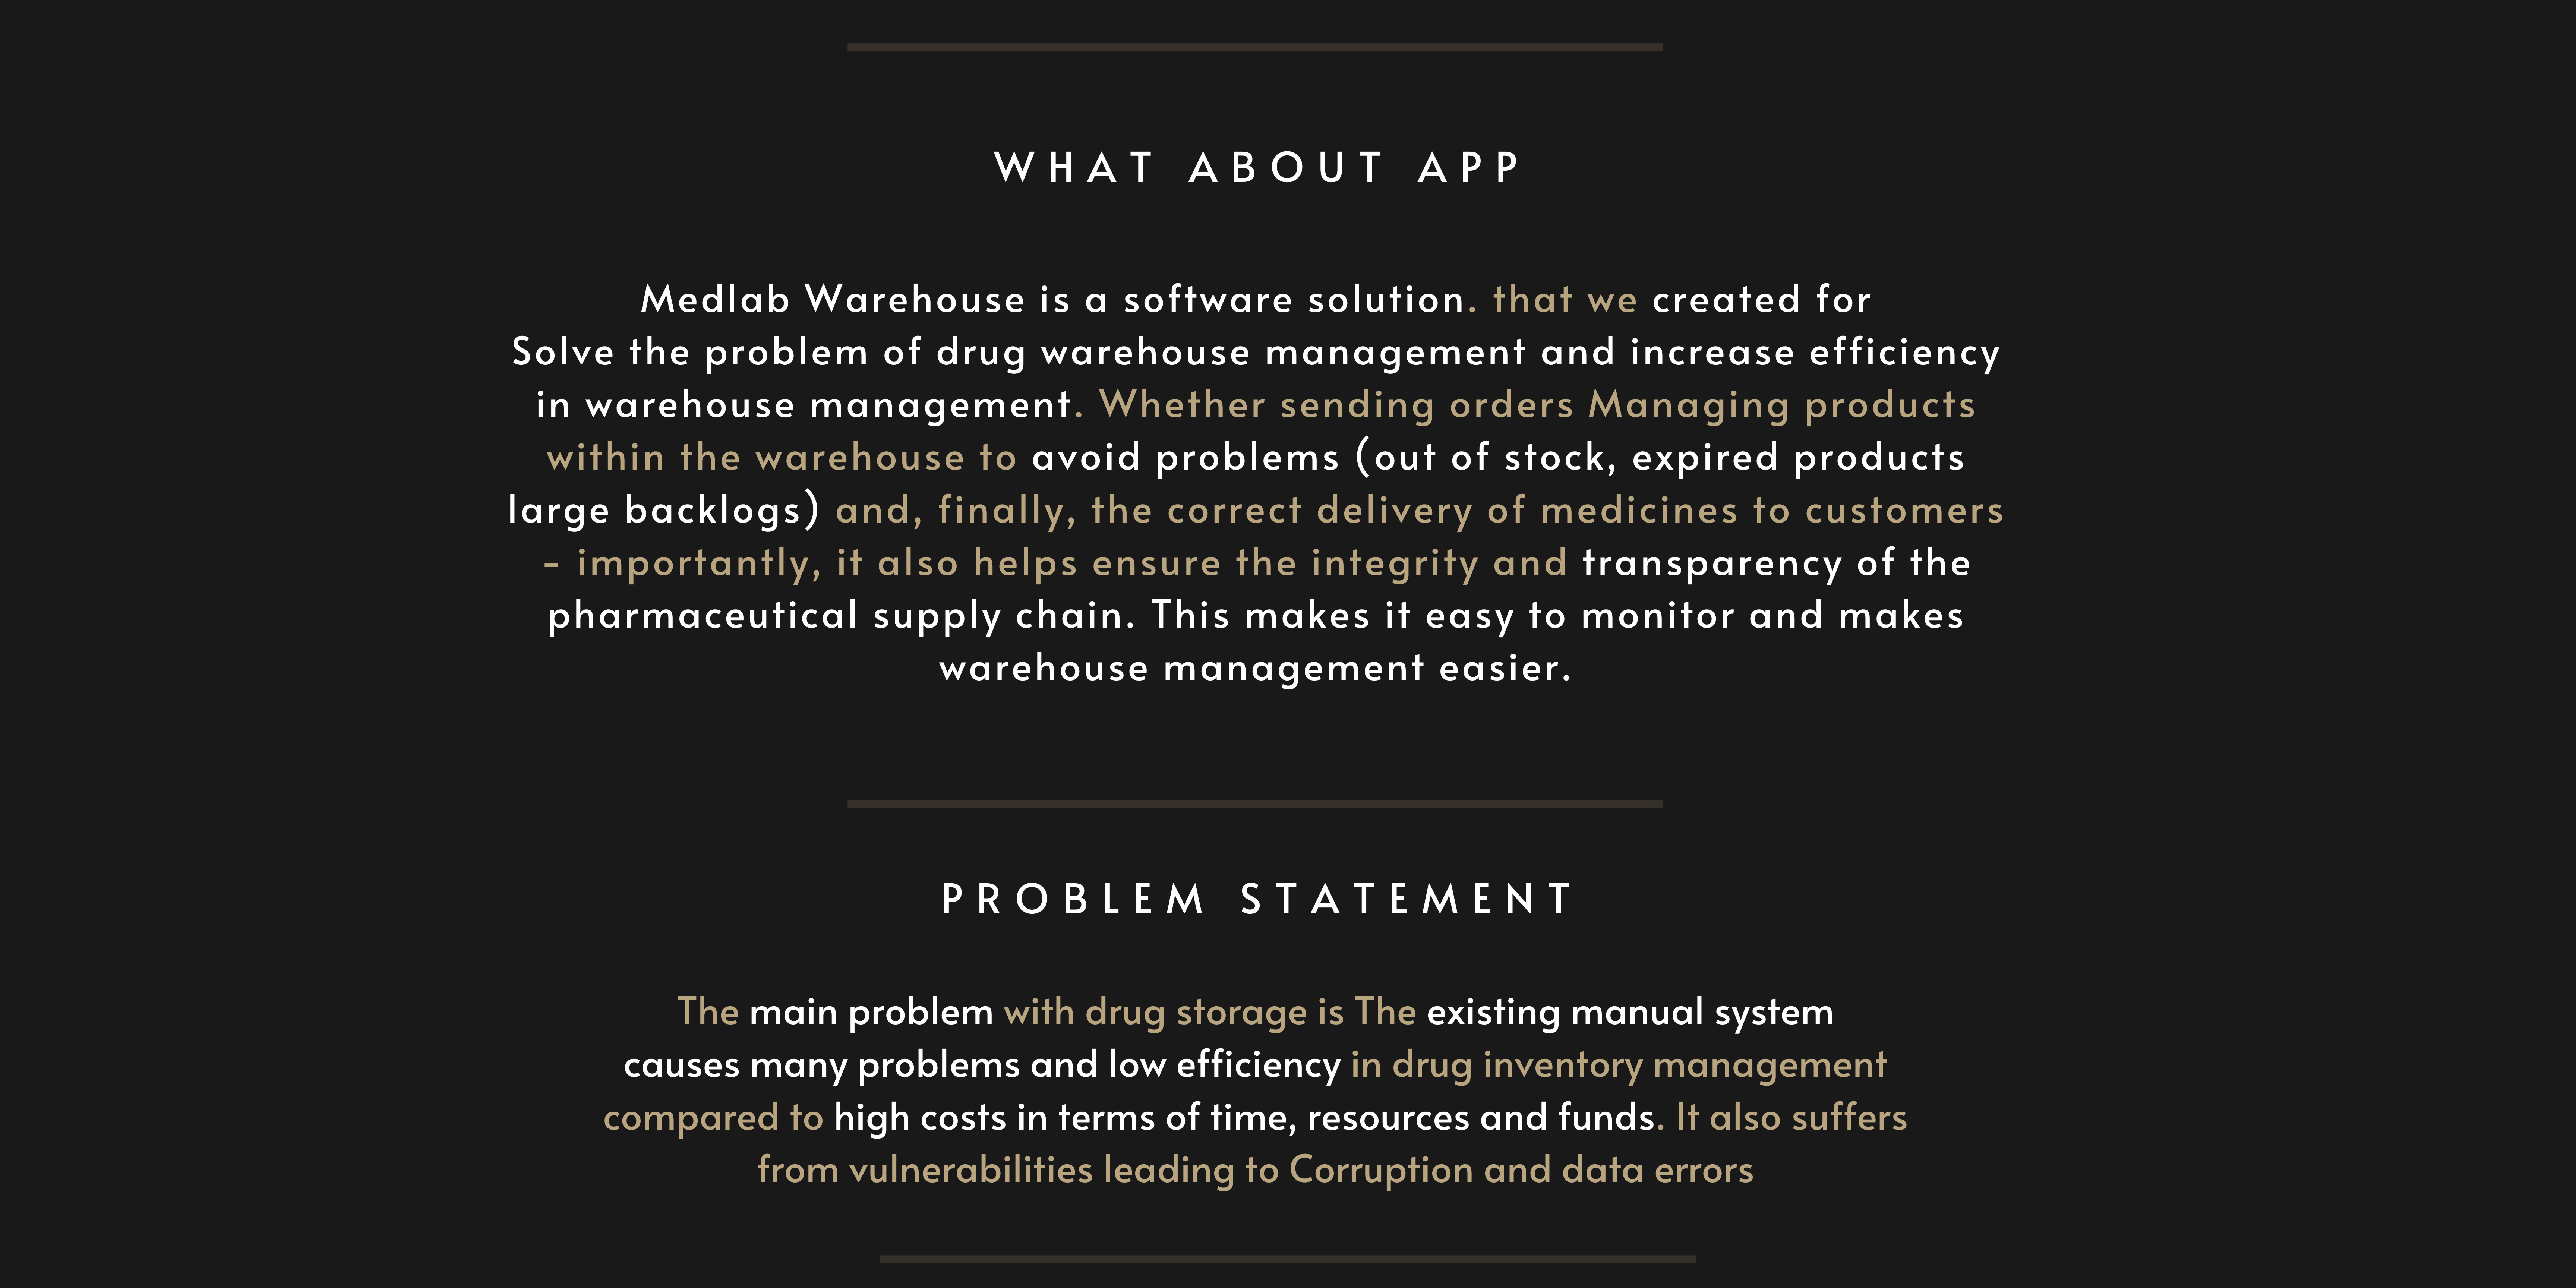 WHAT ABOUT APP
Medlab Warehouse is a software solution. that we created for
Solve the problem of drug warehouse management and increase efficiency
in warehouse management. Whether sending orders Managing products
within the warehouse to avoid problems (out of stock, expired products
large backlogs) and, finally, the correct delivery of medicines to customers
- importantly, it also helps ensure the integrity and transparency of the
pharmaceutical supply chain. This makes it easy to monitor and makes
warehouse management easier.
PROBLEM STATEMENT
The main problem with drug storage is The existing manual system
causes many problems and low efficiency in drug inventory management
compared to high costs in terms of time, resources and funds. It also suffers
from vulnerabilities leading to Corruption and data errors